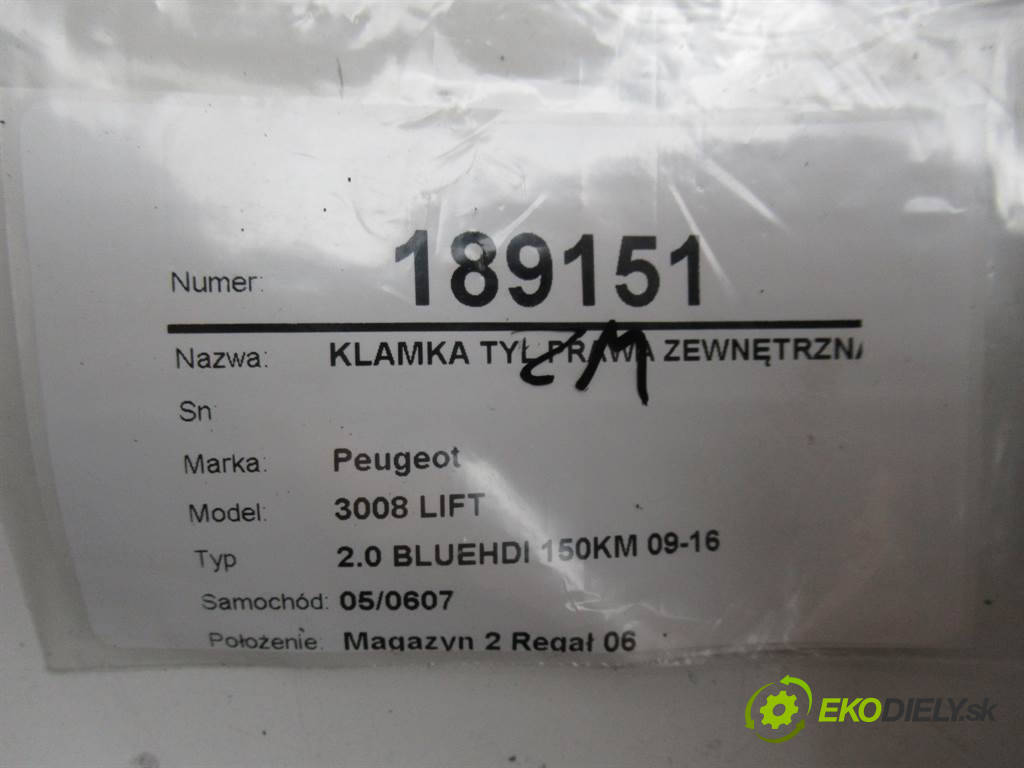 Numer: 189151
Nazwa: KLAMKA TYŁ PRAWA ZEWNĘTRZNA
Sn
Marka: Peugeot
Model: 3008 LIFT
Typ 2.0 BLUEHDI 150KM 09-16
Samochód: 05/0607
Położenie: Magazyn 2 Regał 06
EKODIELY.sk